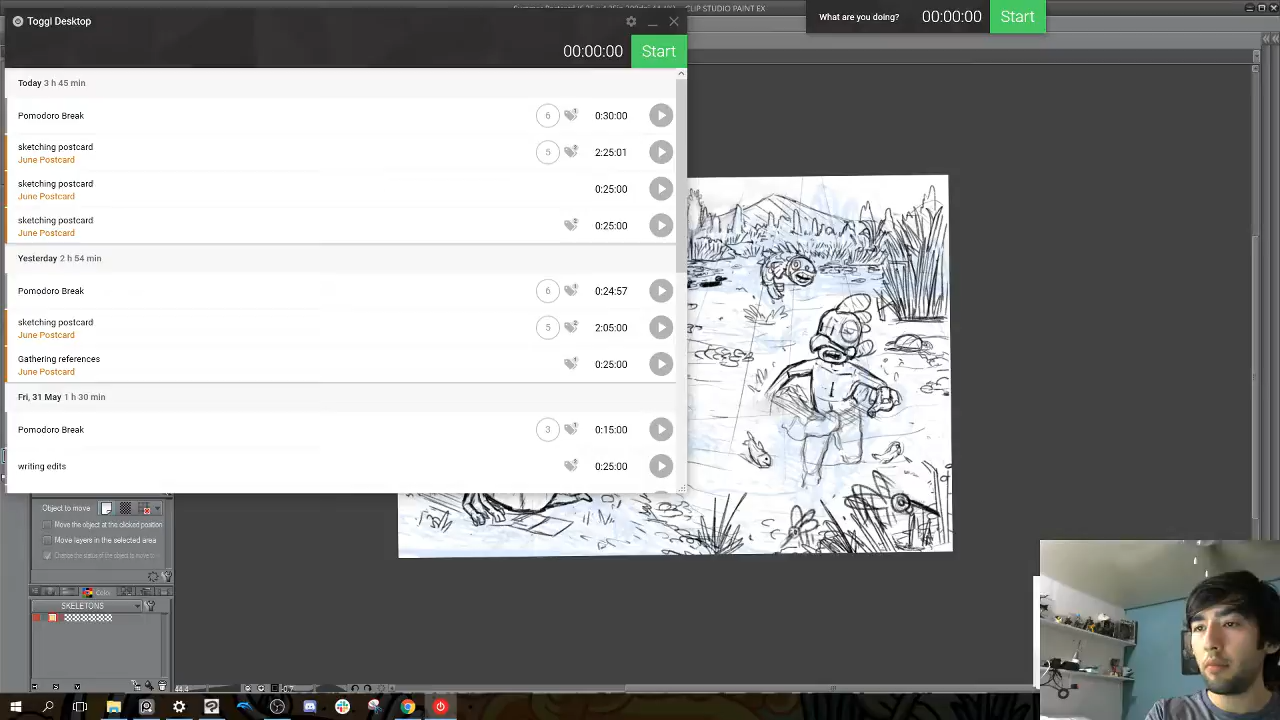 Toggl Desktop
CLIP STUDIO PAINT EX
What are you doing? 00:00:00 Start
00:00:00 Start
Today 3 h 45 min
Pomodoro Break 6 0:30:00
sketching postcard
June Postcard 5 2:25:01
sketching postcard
June Postcard 0:25:00
sketching postcard
June Postcard 0:25:00
Yesterday 2 h 54 min
Pomodoro Break 6 0:24:57
sketching postcard
June Postcard 5 2:05:00
Gathering references
June Postcard 0:25:00
Fri, 31 May 1 h 30 min
Pomodoro Break 3 0:15:00
writing edits 0:25:00
Object to move
Move the object at the clicked position
Move layers in the selected area
SKELETONS
44.4